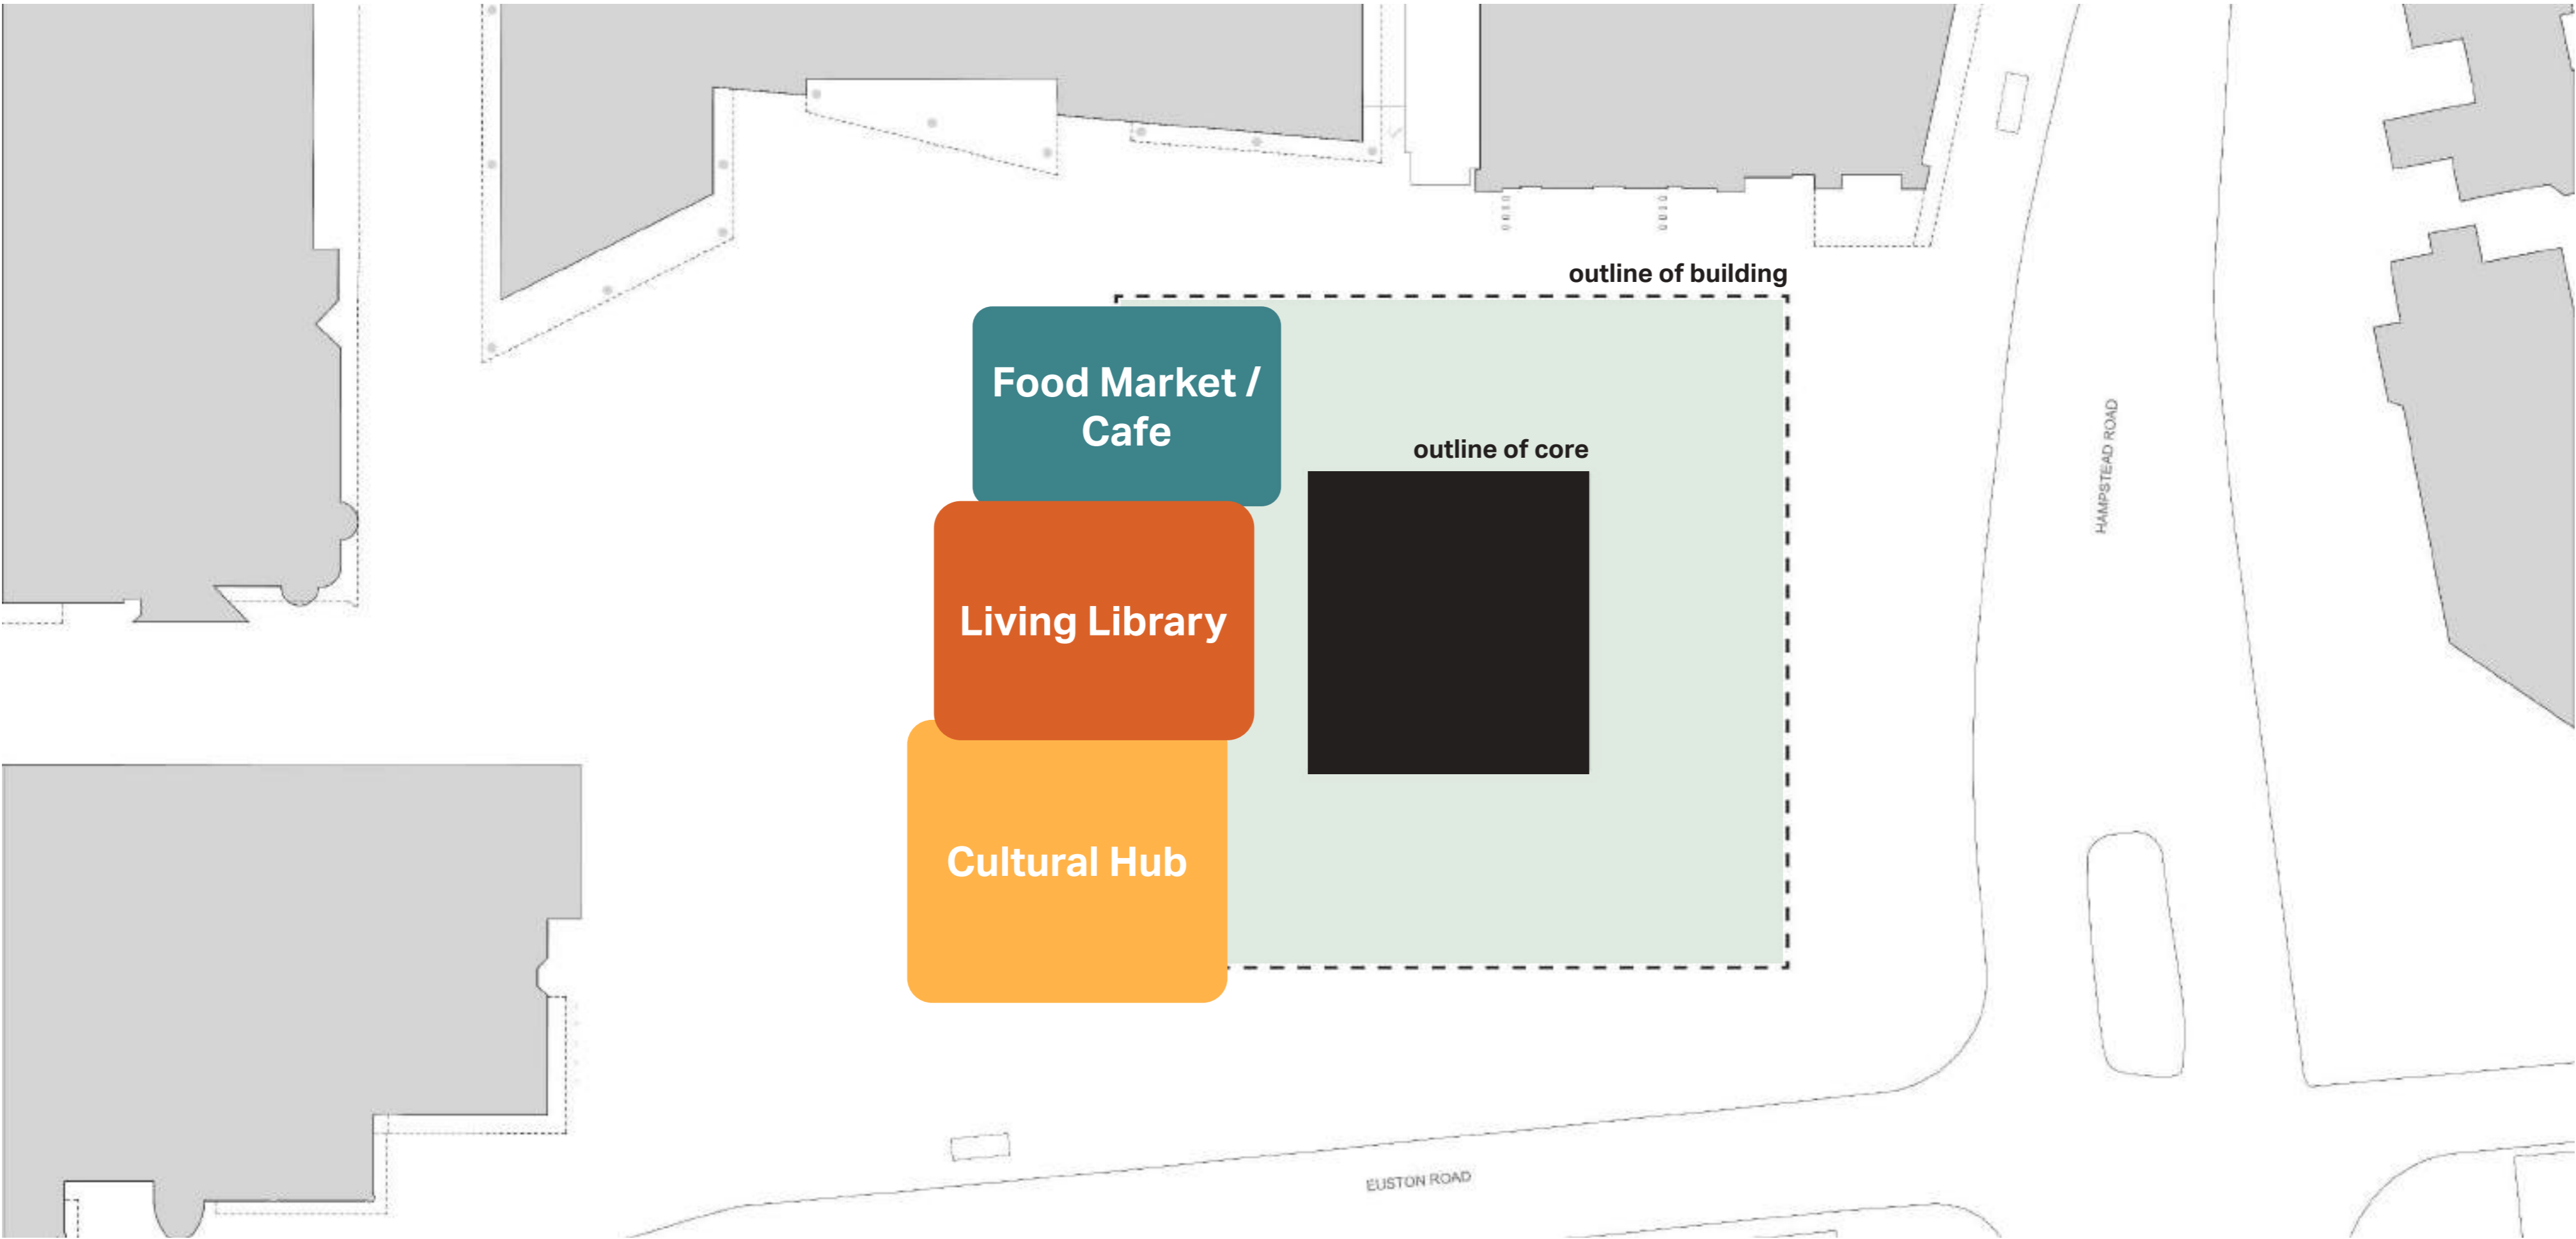 outline of building
Food Market /
Cafe
outline of core
HAMPSTEAD ROAD
Living Library
Cultural Hub
EUSTON ROAD